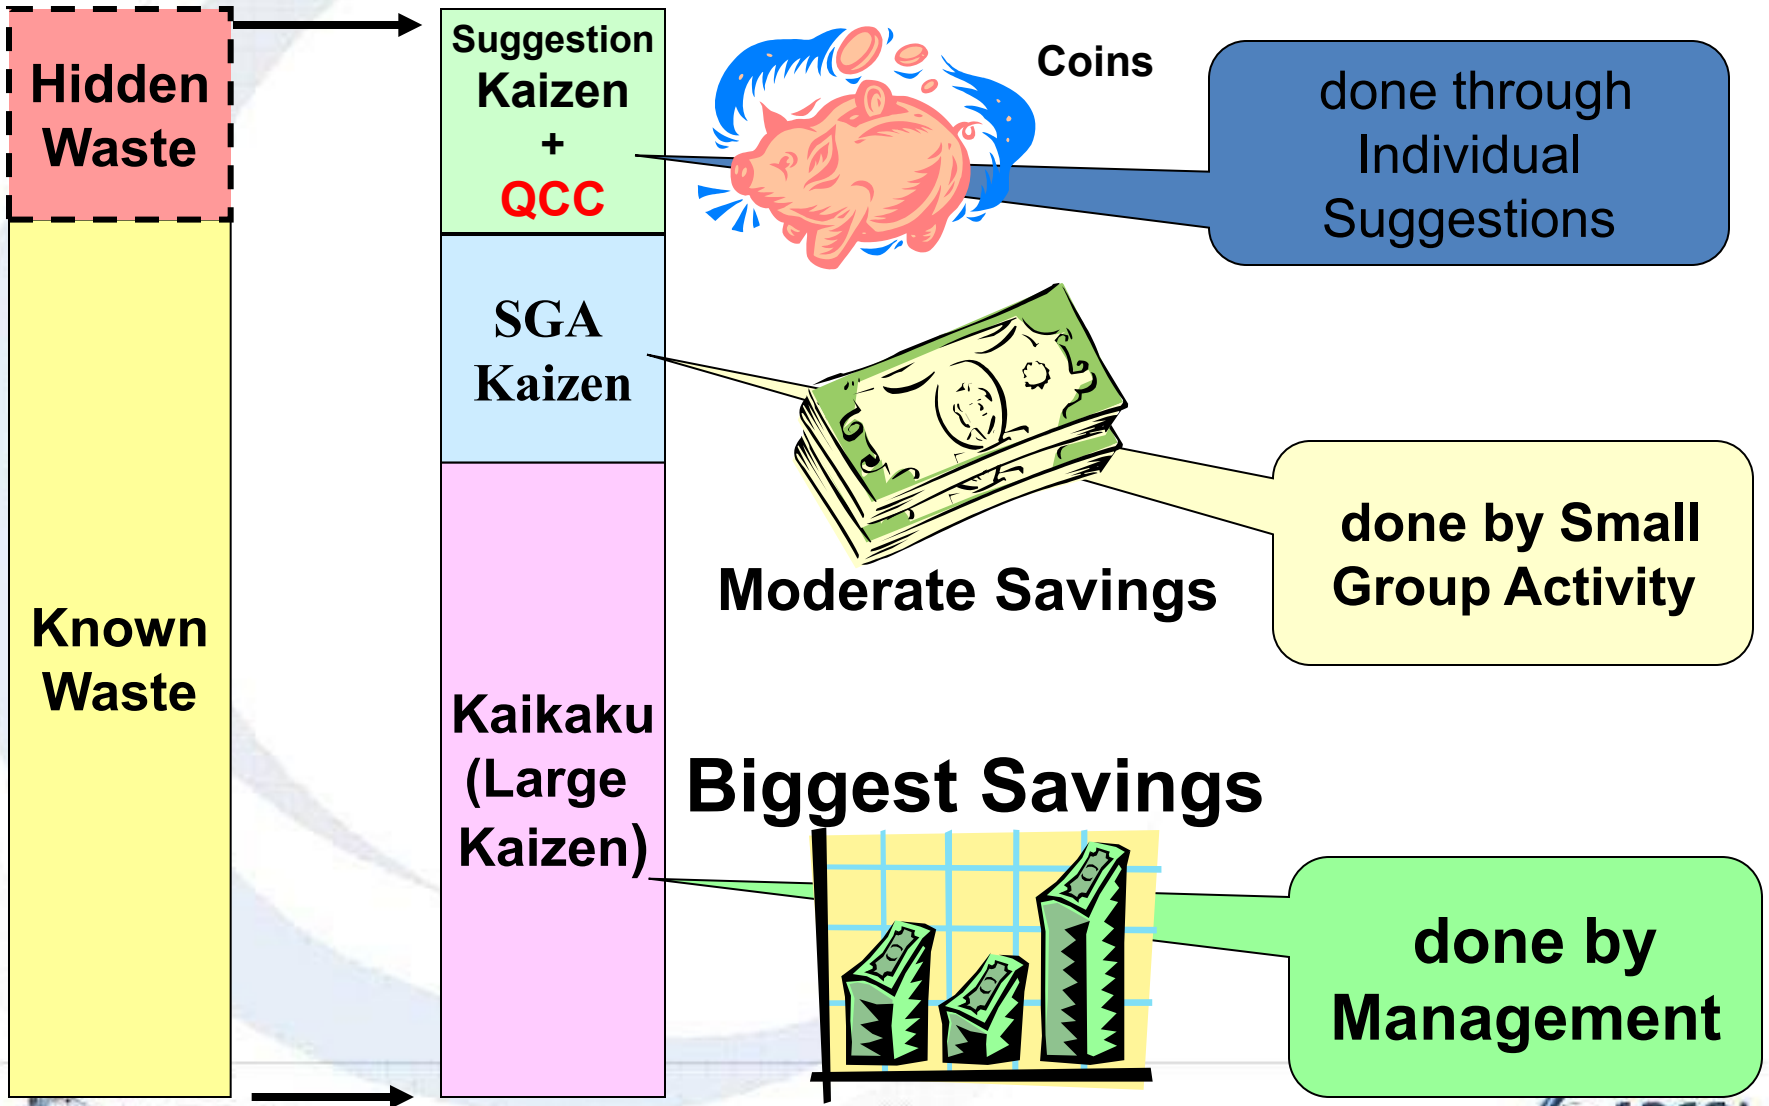 Hidden
Waste
Known
Waste
Suggestion
Kaizen
+
QCC
SGA
Kaizen
Kaikaku
(Large
Kaizen)
Coins
done through
Individual
Suggestions
Moderate Savings
done by Small
Group Activity
Biggest Savings
done by
Management